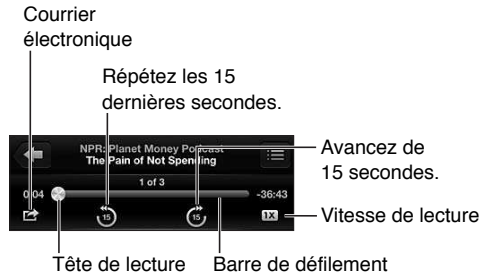 Courrier
électronique
Répétez les 15
dernières secondes.
NPR: Planet Money Podcast
The Pain of Not Spending
Avancez de
15 secondes.
1 of 3
0:04
-36:43
15
15
1X
Vitesse de lecture
Tête de lecture
Barre de défilement